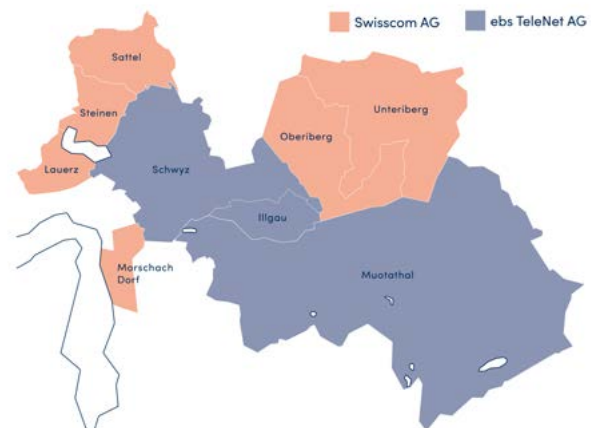 Swisscom AG
ebs TeleNet AG
Sattel
Steinen
Lauerz
Schwyz
Oberiberg
Unteriberg
Illgau
Morschach
Dorf
Muotathal